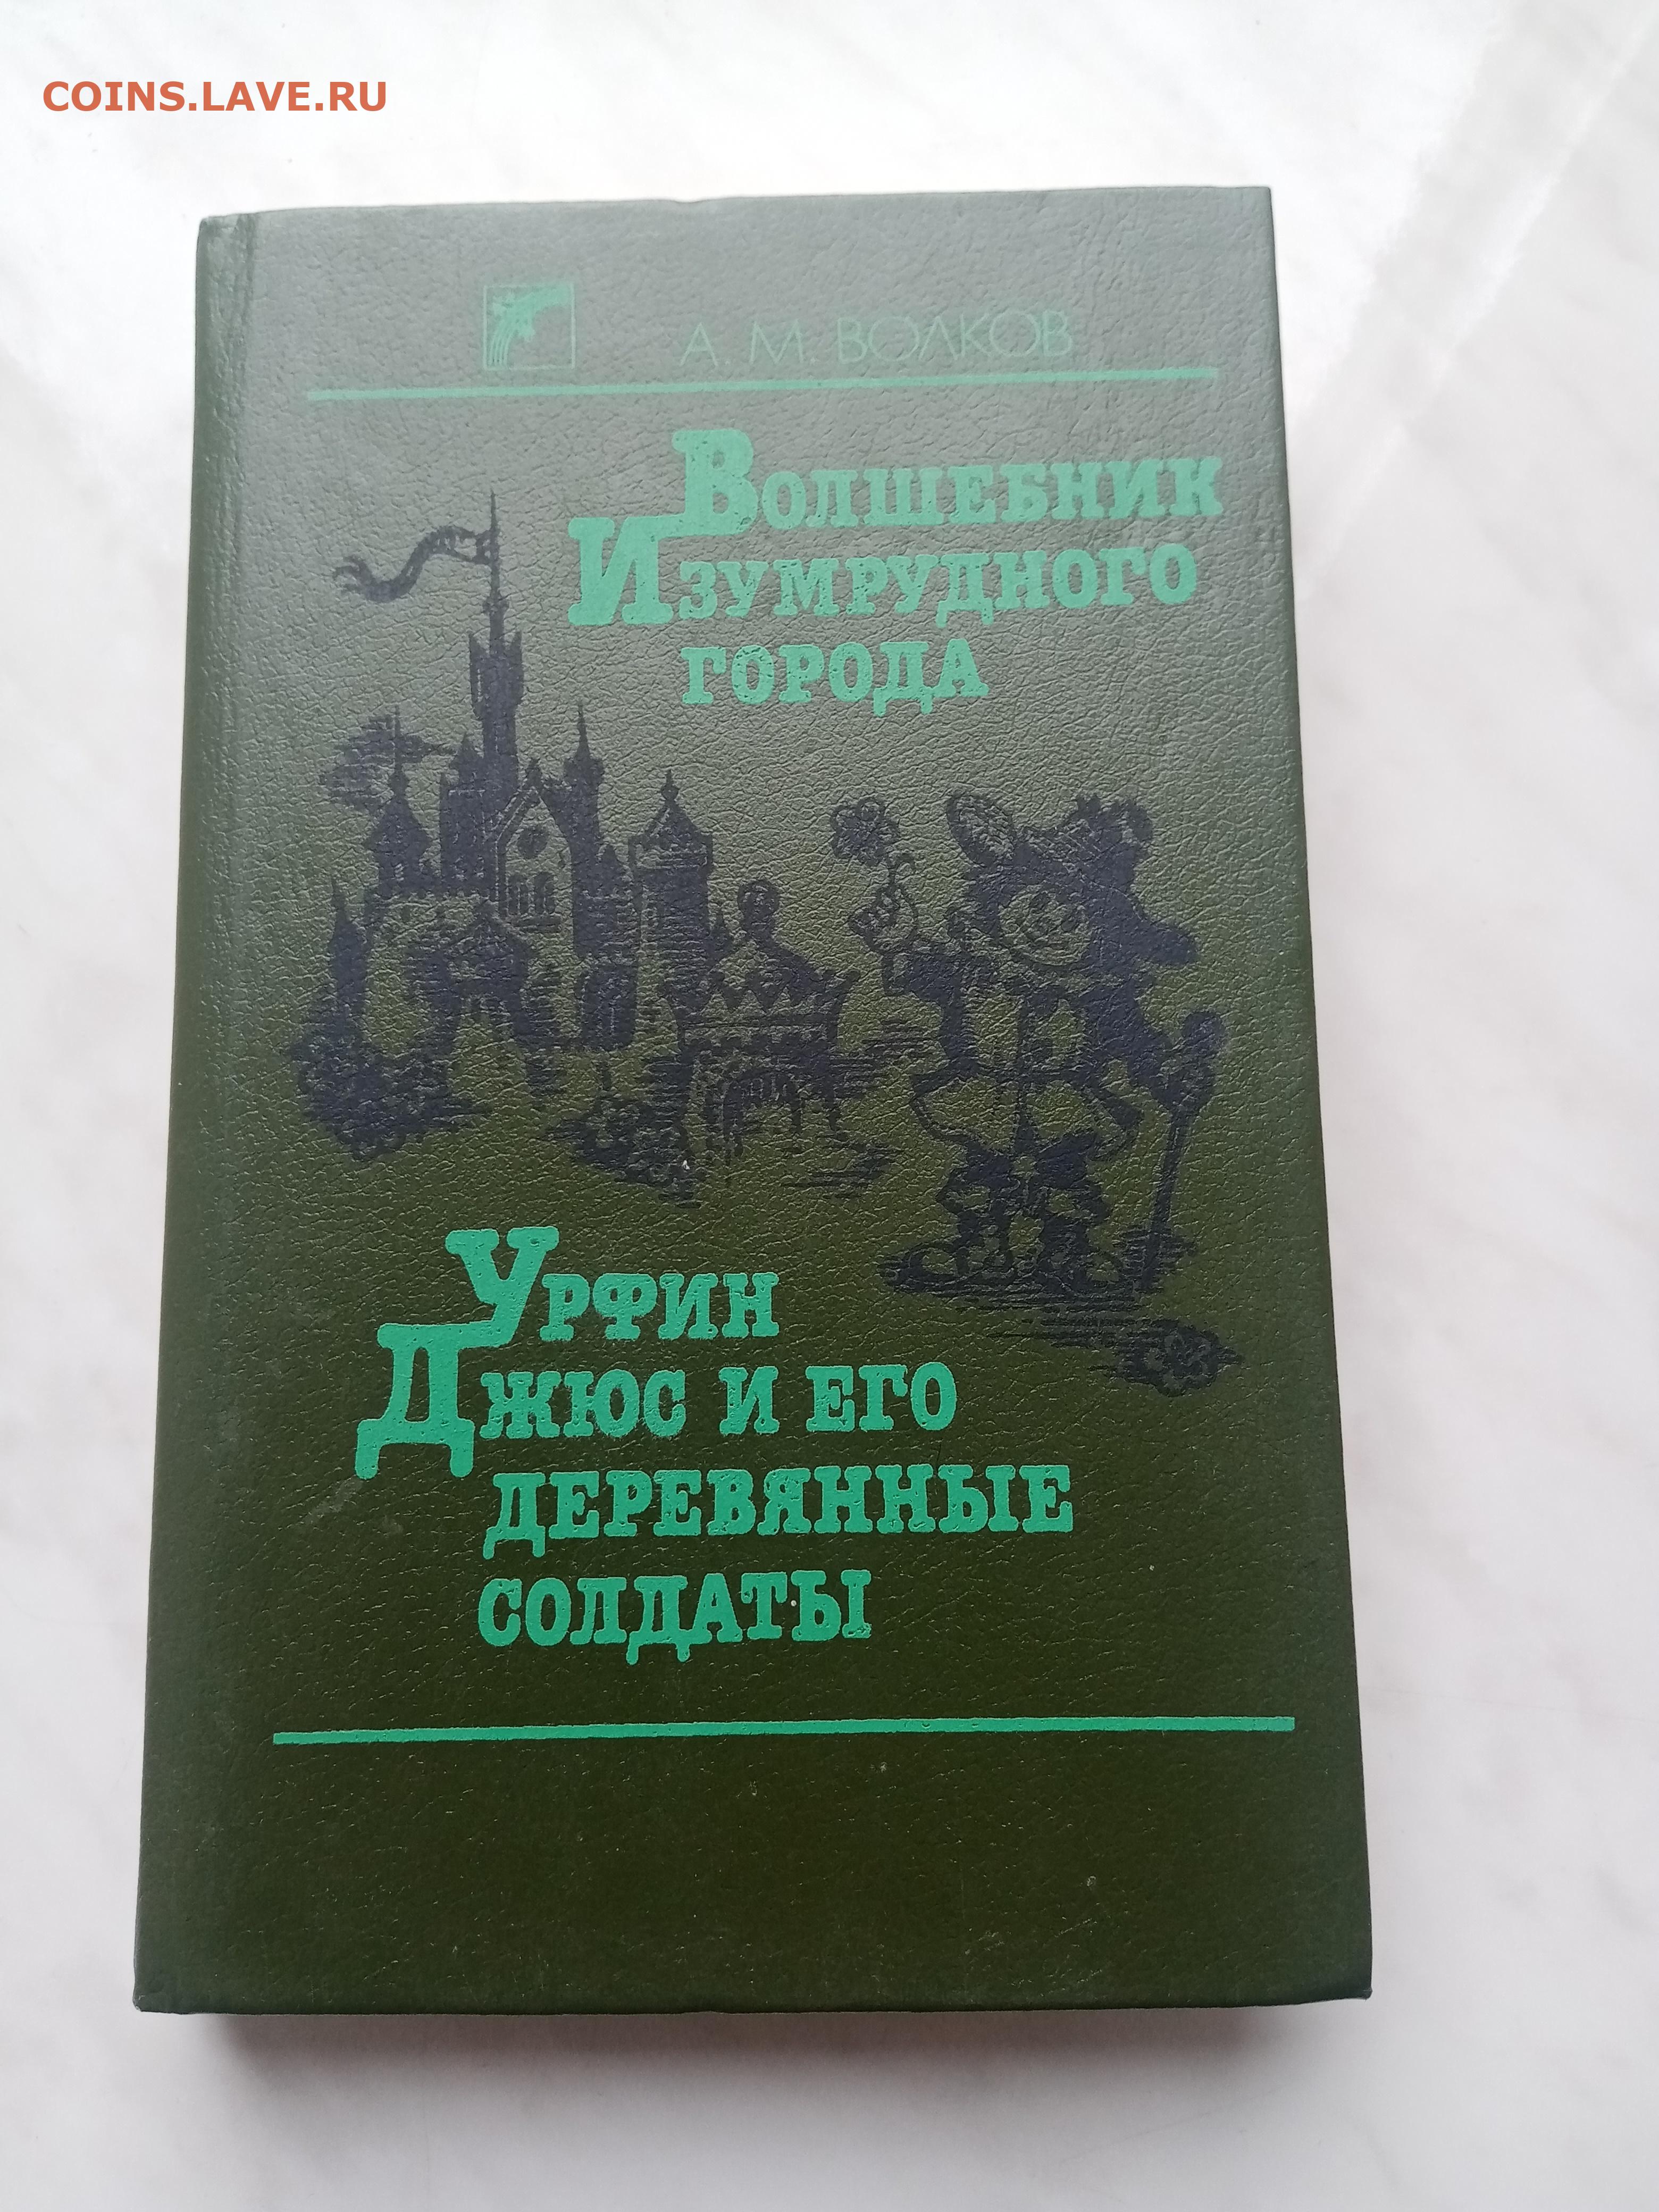 COINS.LAVE.RU
А. М. ВОЛКОВ
ВОЛШЕБНИК
ИЗУМРУДНОГО
ГОРОДА
УРФИН
ДЖЮС И ЕГО
ДЕРЕВЯННЫЕ
СОЛДАТЫ